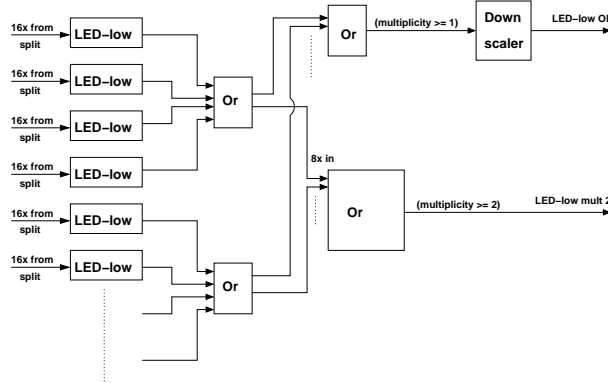 16x from
split
LED-low
16x from
split
LED-low
16x from
split
LED-low
16x from
split
LED-low
16x from
split
LED-low
16x from
split
LED-low
Or
Or
Or
(multiplicity >= 1)
Down
scaler
LED-low OR
8x in
Or
(multiplicity >= 2)
LED-low mult 2